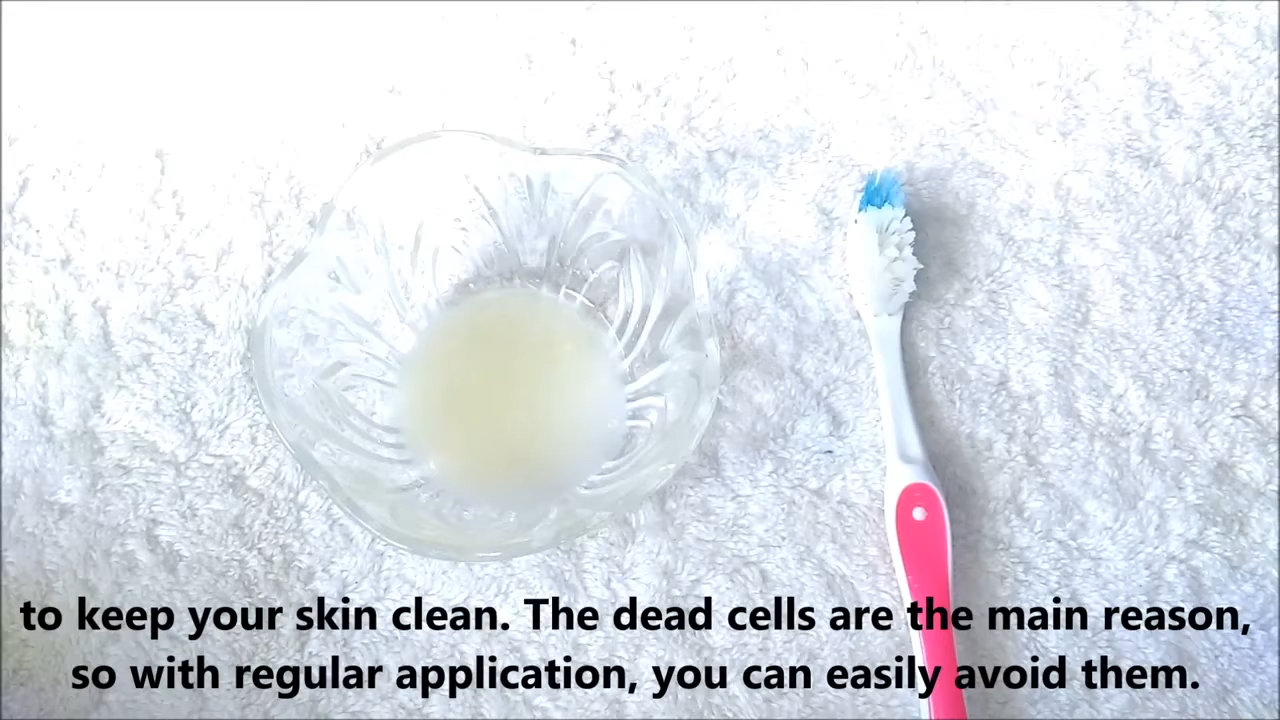 to keep your skin clean. The dead cells are the main reason,
so with regular application, you can easily avoid them.